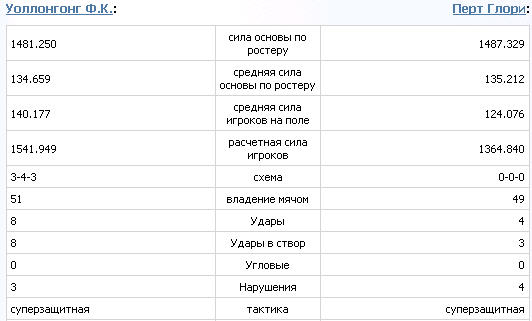 Уоллонгонг Ф.К.: Перт Глори:
1481.250 сила основы по ростеру 1487.329
134.659 средняя сила основы по ростеру 135.212
140.177 средняя сила игроков на поле 124.076
1541.949 расчетная сила игроков 1364.840
3-4-3 схема 0-0-0
51 владение мячом 49
8 Удары 4
8 Удары в створ 3
0 Угловые 0
3 Нарушения 4
суперзащитная тактика суперзащитная